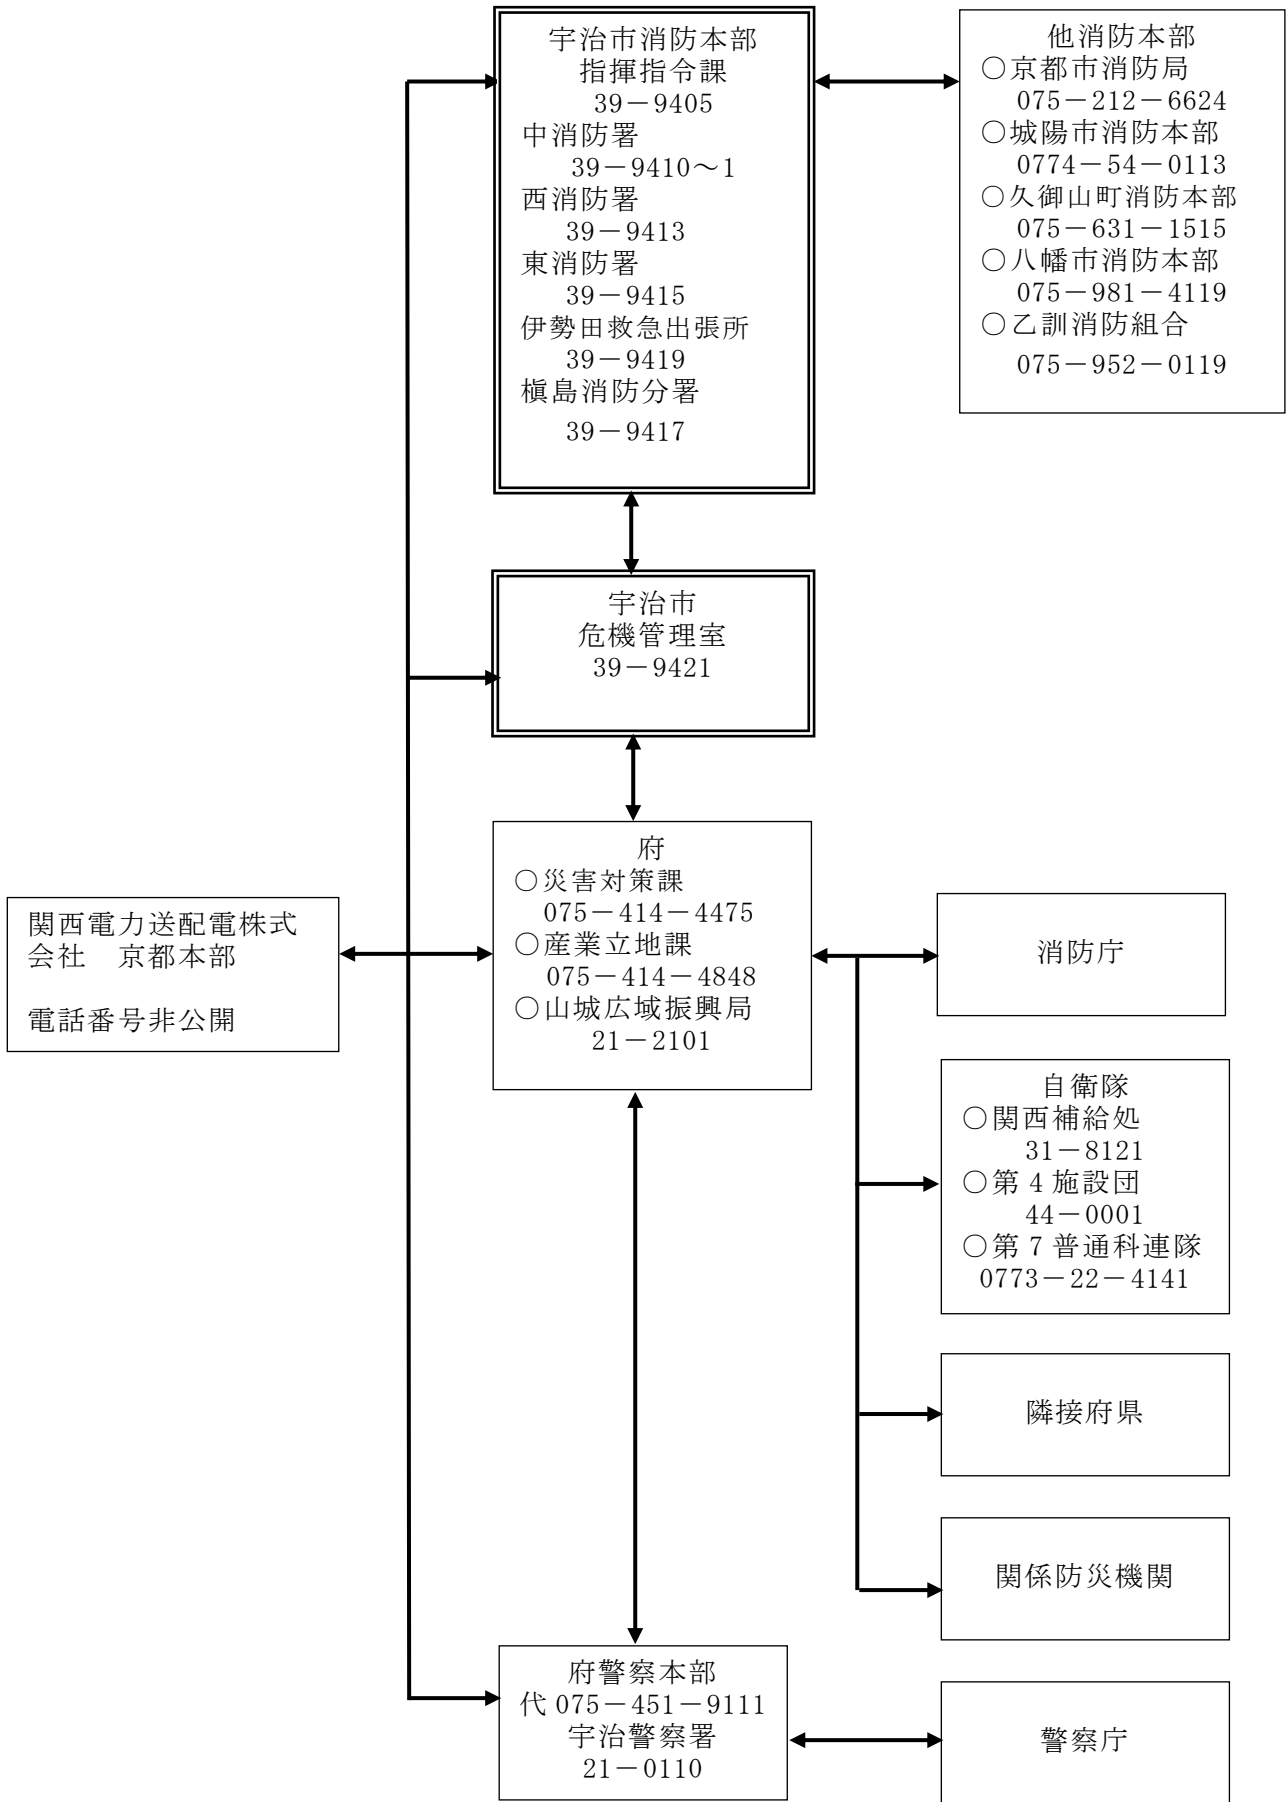 宇治市消防本部
指揮指令課
39－9405
中消防署
39－9410～1
西消防署
39－9413
東消防署
39－9415
伊勢田救急出張所
39－9419
槇島消防分署
39－9417
他消防本部
○京都市消防局
075－212－6624
○城陽市消防本部
0774－54－0113
○久御山町消防本部
075－631－1515
○八幡市消防本部
075－981－4119
○乙訓消防組合
075－952－0119
宇治市
危機管理室
39－9421
府
○災害対策課
075－414－4475
○産業立地課
075－414－4848
○山城広域振興局
21－2101
関西電力送配電株式
会社　京都本部
電話番号非公開
消防庁
自衛隊
○関西補給処
31－8121
○第4施設団
44－0001
○第7普通科連隊
0773－22－4141
隣接府県
関係防災機関
府警察本部
代075－451－9111
宇治警察署
21－0110
警察庁